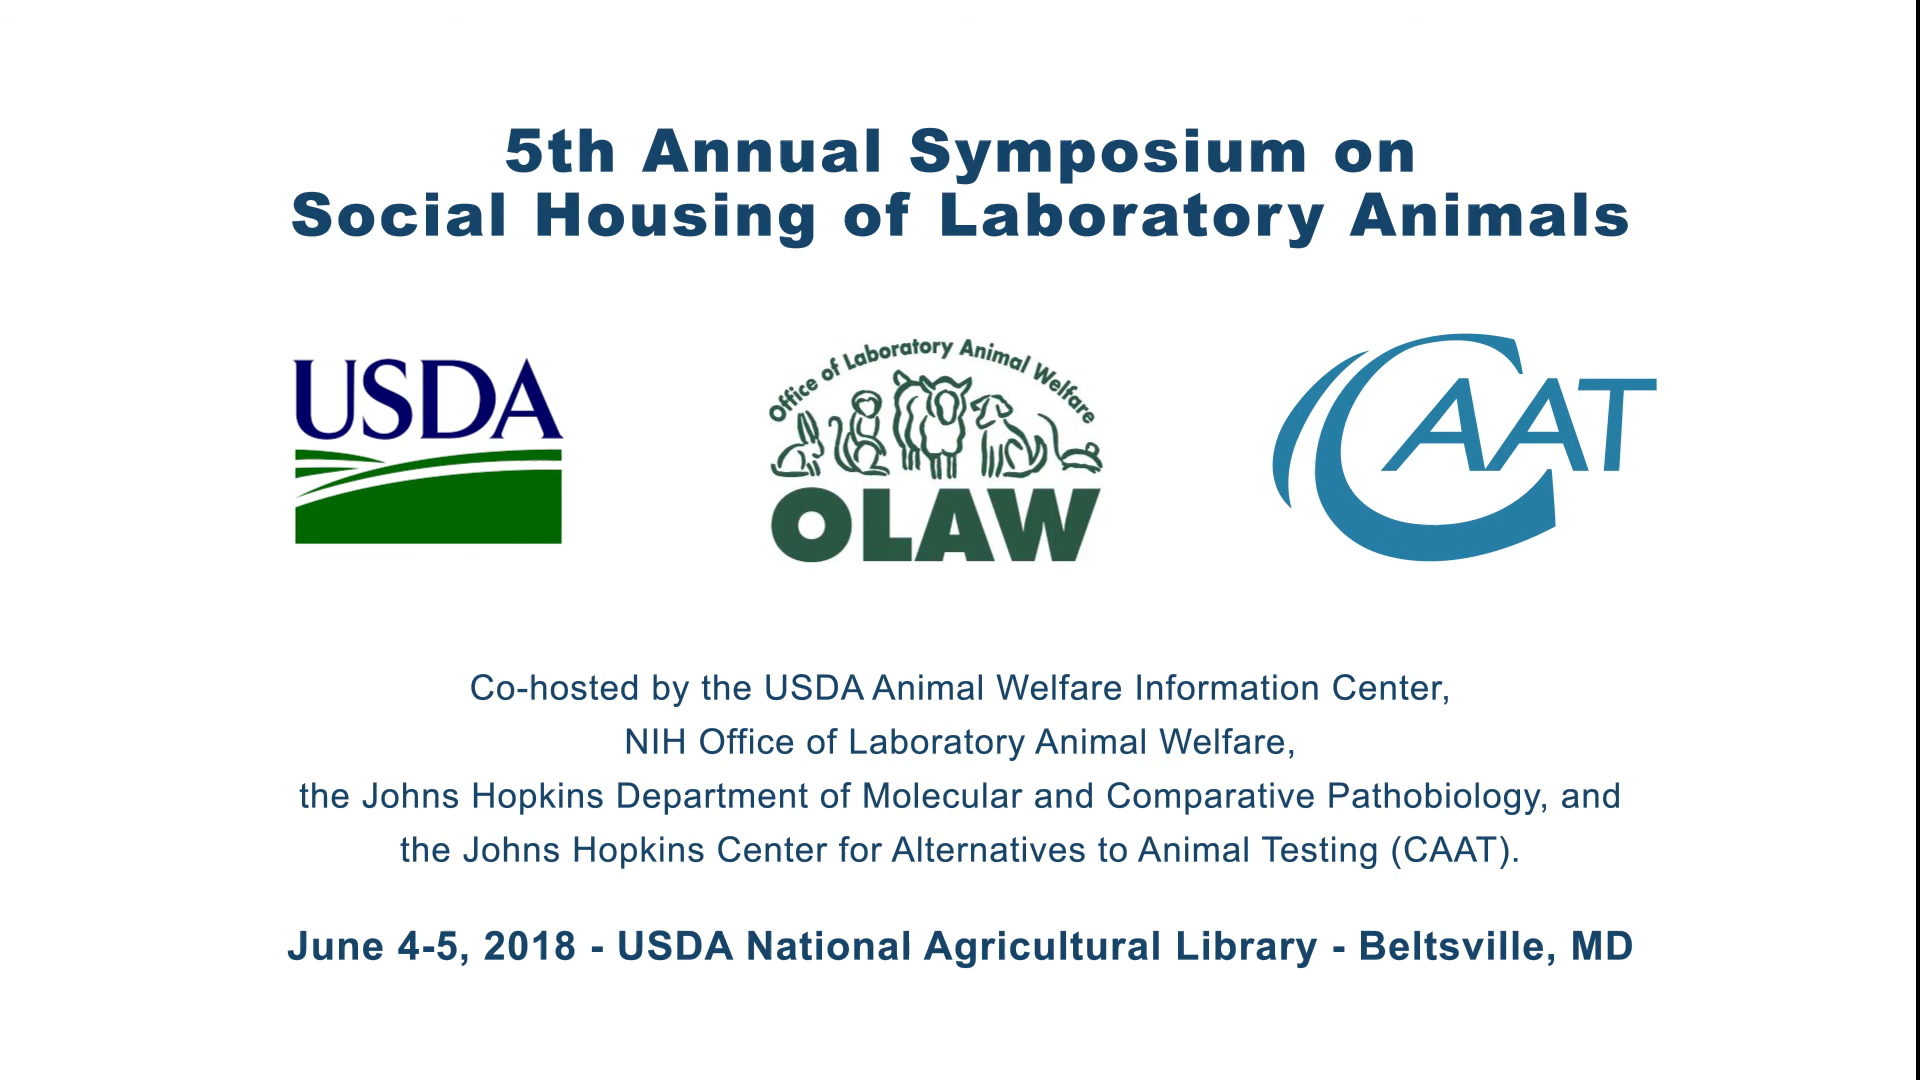 5th Annual Symposium on
Social Housing of Laboratory Animals
USDA
Office of Laboratory Animal Welfare
OLAW
CAAT
Co-hosted by the USDA Animal Welfare Information Center,
NIH Office of Laboratory Animal Welfare,
the Johns Hopkins Department of Molecular and Comparative Pathobiology, and
the Johns Hopkins Center for Alternatives to Animal Testing (CAAT).
June 4-5, 2018 - USDA National Agricultural Library - Beltsville, MD